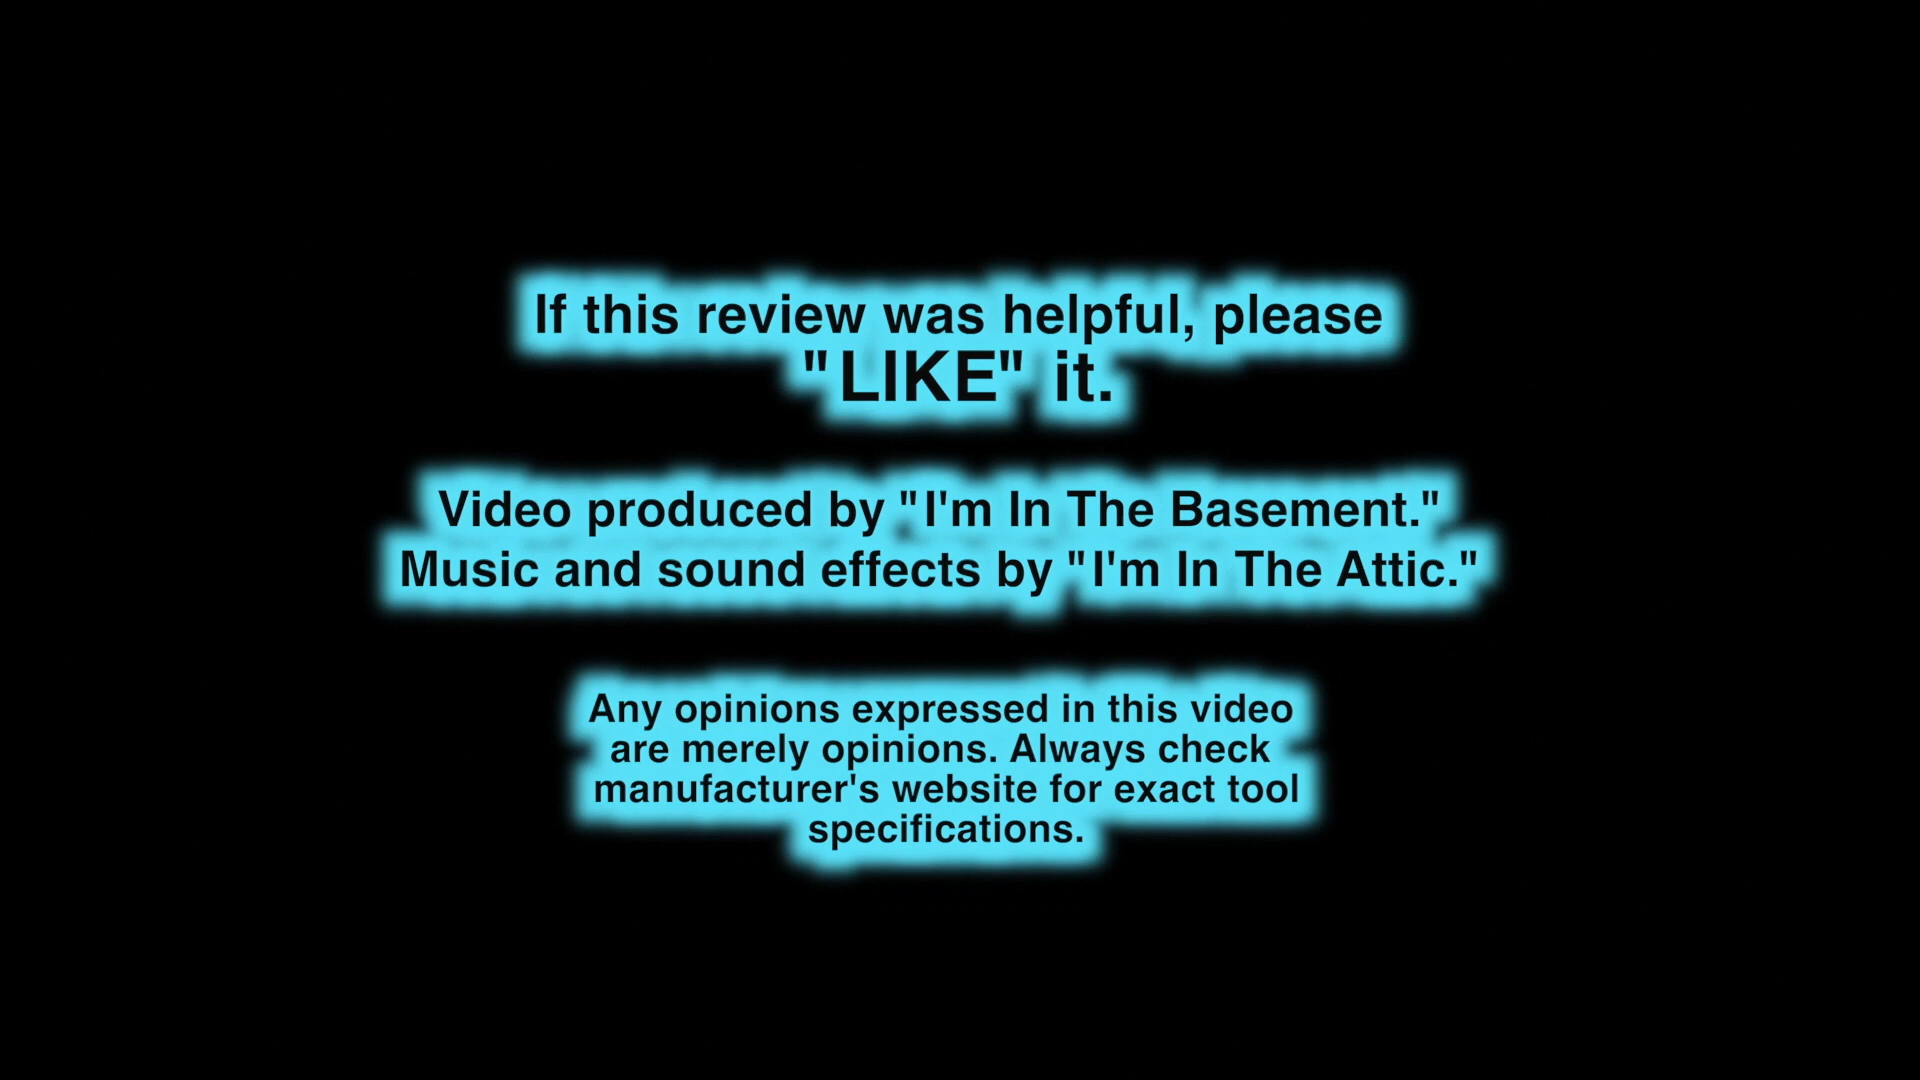 If this review was helpful, please
"LIKE" it.
Video produced by "I'm In The Basement."
Music and sound effects by "I'm In The Attic."
Any opinions expressed in this video
are merely opinions. Always check
manufacturer's website for exact tool
specifications.